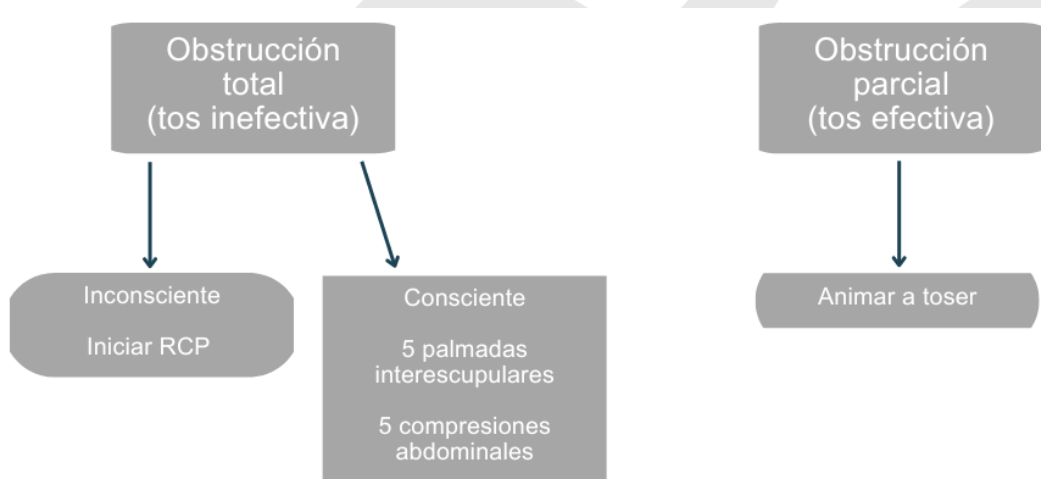 Obstrucción
total
(tos inefectiva)
Obstrucción
parcial
(tos efectiva)
Inconsciente
Iniciar RCP
Consciente
5 palmadas
interescupulares
5 compresiones
abdominales
Animar a toser